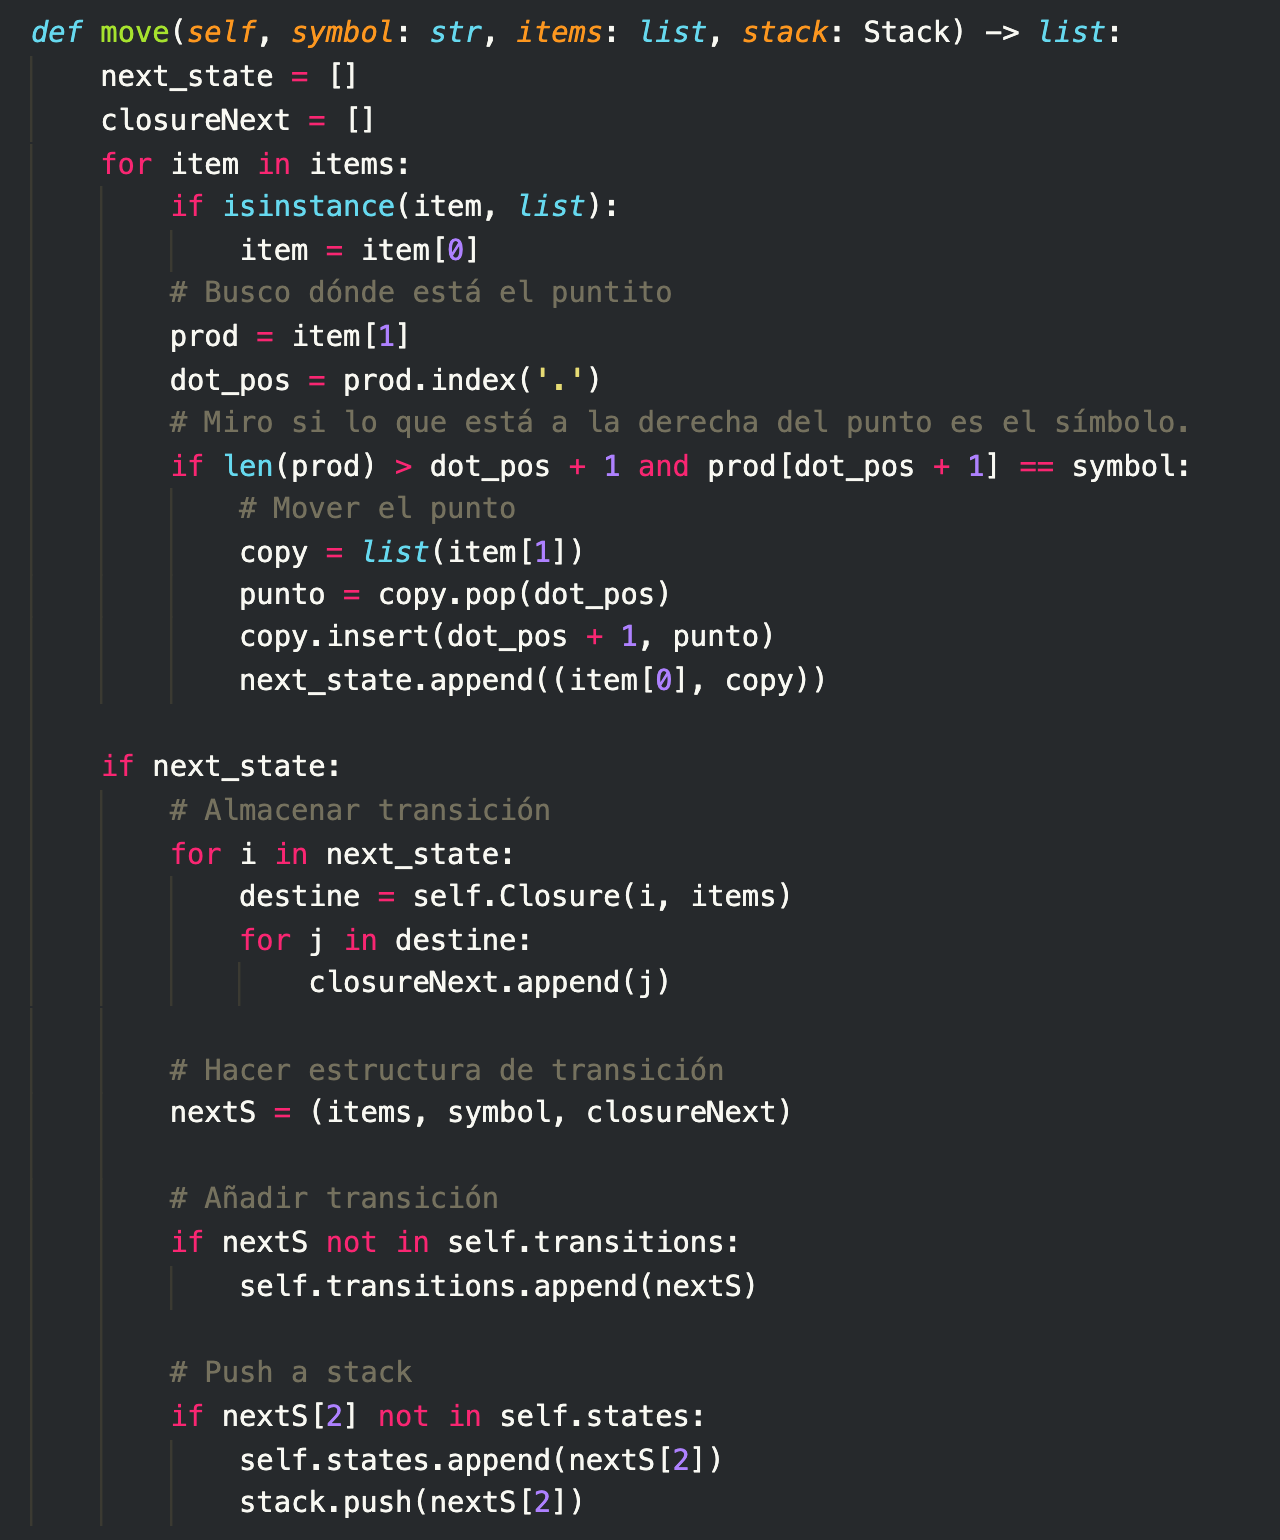 def move(self, symbol: str, items: list, stack: Stack) -> list:
    next_state = []
    closureNext = []
    for item in items:
        if isinstance(item, list):
            item = item[0]
        # Busco dónde está el puntito
        prod = item[1]
        dot_pos = prod.index('.')
        # Miro si lo que está a la derecha del punto es el símbolo.
        if len(prod) > dot_pos + 1 and prod[dot_pos + 1] == symbol:
            # Mover el punto
            copy = list(item[1])
            punto = copy.pop(dot_pos)
            copy.insert(dot_pos + 1, punto)
            next_state.append((item[0], copy))

    if next_state:
        # Almacenar transición
        for i in next_state:
            destine = self.Closure(i, items)
            for j in destine:
                closureNext.append(j)

        # Hacer estructura de transición
        nextS = (items, symbol, closureNext)

        # Añadir transición
        if nextS not in self.transitions:
            self.transitions.append(nextS)

        # Push a stack
        if nextS[2] not in self.states:
            self.states.append(nextS[2])
            stack.push(nextS[2])